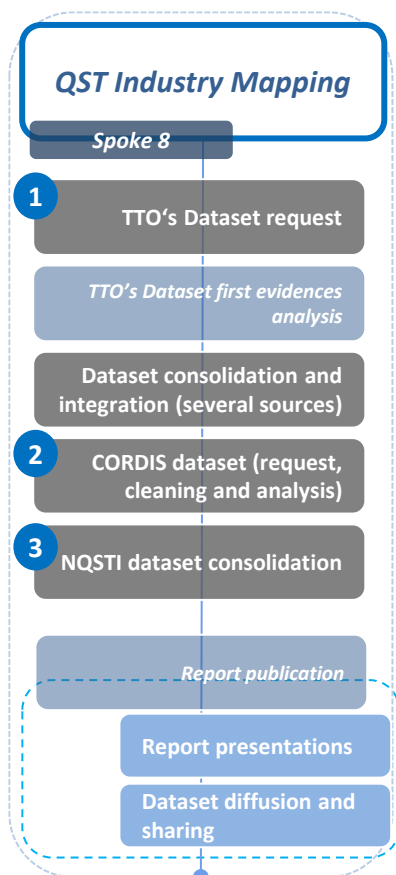 QST Industry Mapping
Spoke 8
1
TTO‘s Dataset request
TTO’s Dataset first evidences
analysis
Dataset consolidation and
integration (several sources)
2
CORDIS dataset (request,
cleaning and analysis)
3
NQSTI dataset consolidation
Report publication
Report presentations
Dataset diffusion and
sharing